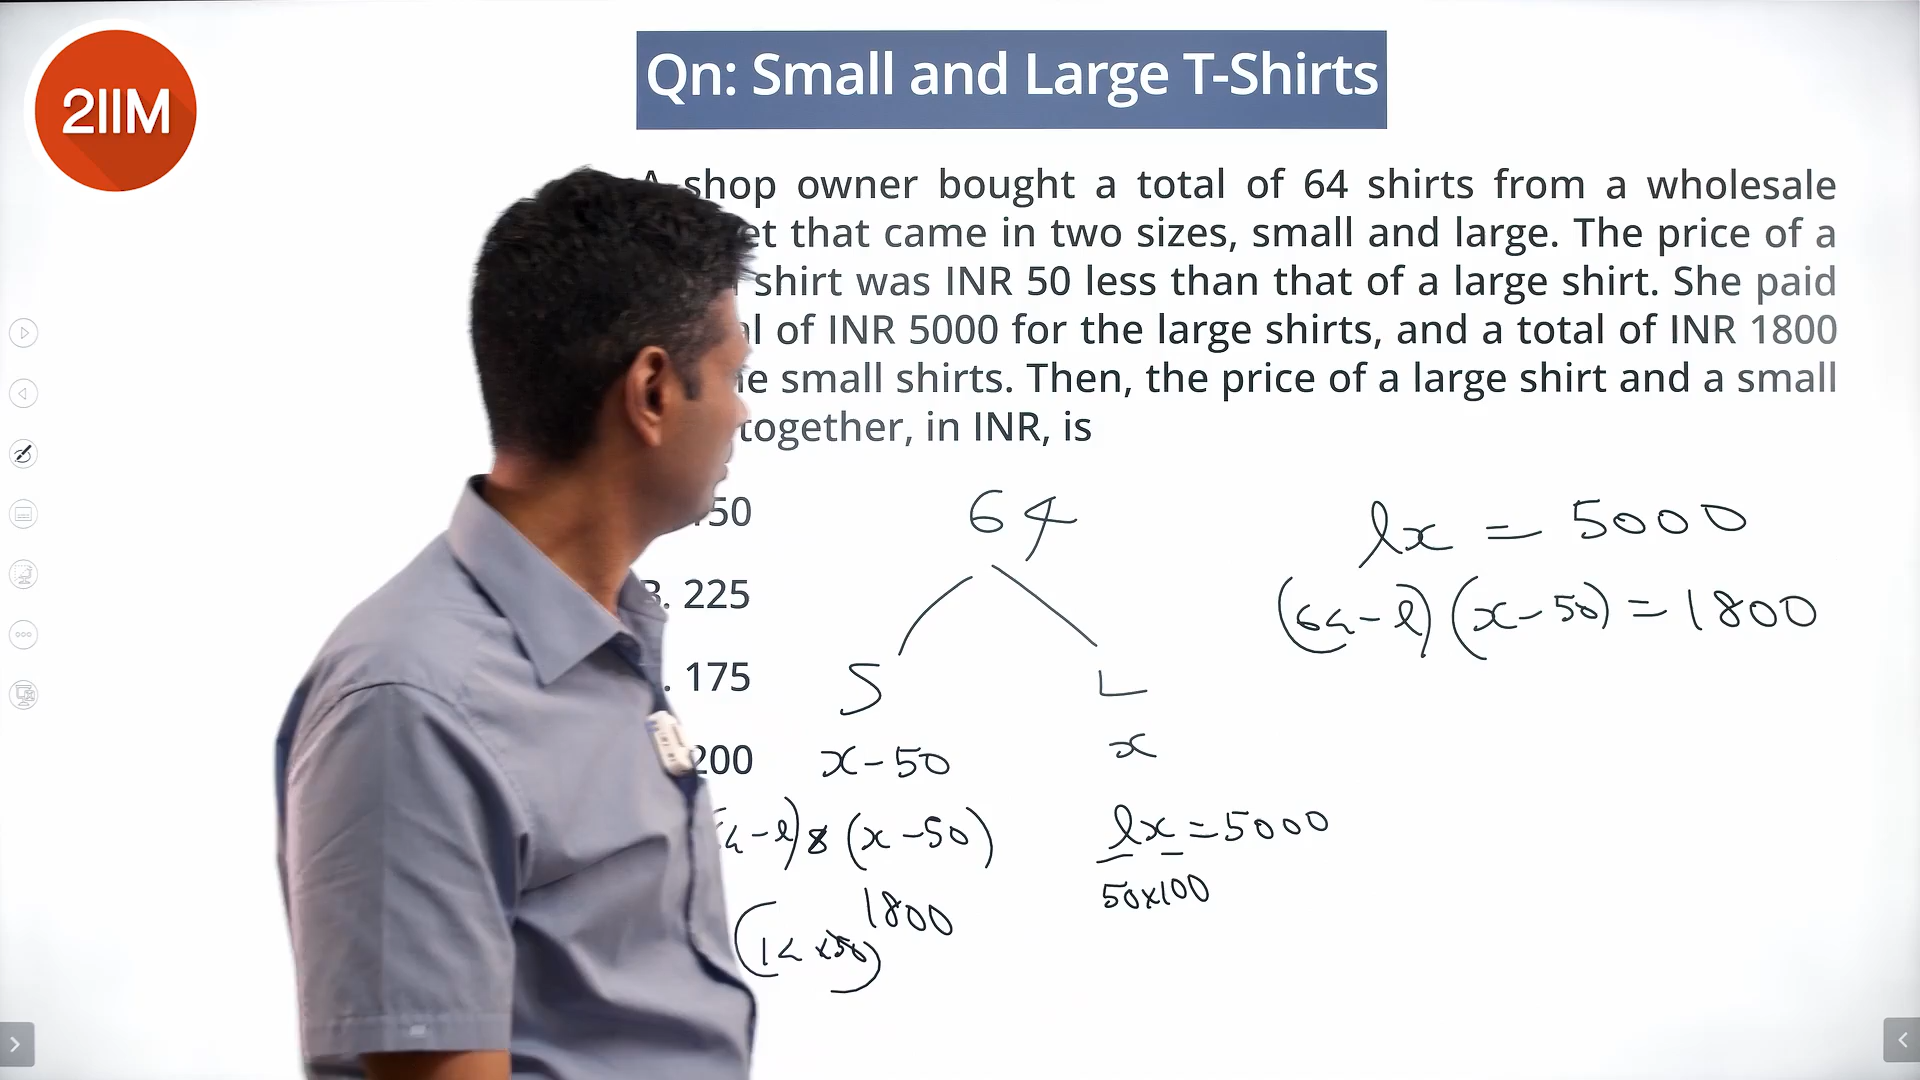 2IIM
Qn: Small and Large T-Shirts
shop owner bought a total of 64 shirts from a wholesale
that came in two sizes, small and large. The price of a
shirt was INR 50 less than that of a large shirt. She paid
of INR 5000 for the large shirts, and a total of INR 1800
small shirts. Then, the price of a large shirt and a small
together, in INR, is
64
lx = 5000
B. 225
(64-l)(x-50)=1800
175
S
L
200
x-50
x
-l)
(x-50)
lx=5000
1800
50x100
(14x50)